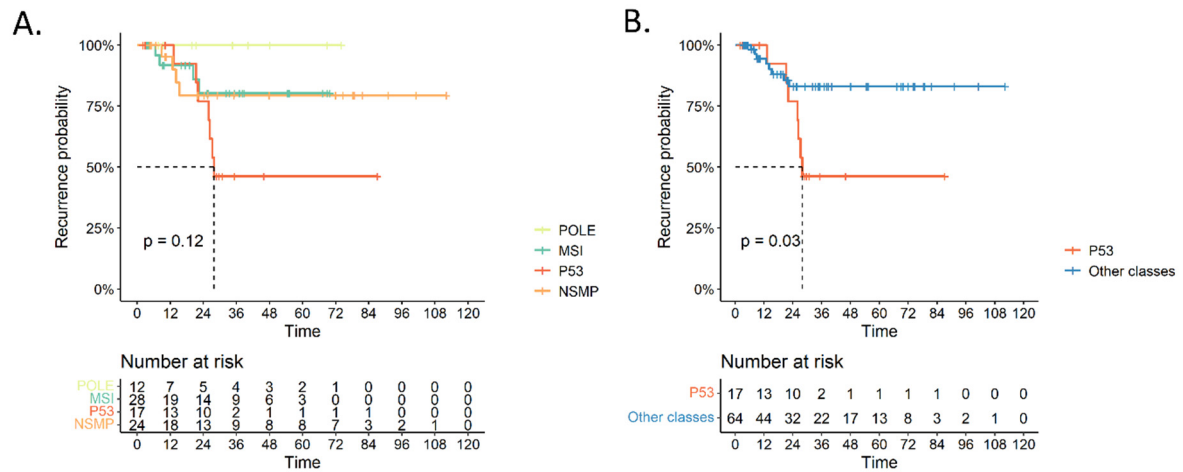 A.
Recurrence probability
100%
75%
50%
25%
0%
p = 0.12
0 12 24 36 48 60 72 84 96 108 120
Time
POLE
MSI
P53
NSMP
Number at risk
POLE 12 7 5 4 3 2 1 0 0 0 0
MSI 28 19 14 9 6 3 0 0 0 0 0
P53 17 13 10 2 1 1 1 1 0 0 0
NSMP 24 18 13 9 8 8 7 3 2 1 0
0 12 24 36 48 60 72 84 96 108 120
Time
B.
Recurrence probability
100%
75%
50%
25%
0%
p = 0.03
0 12 24 36 48 60 72 84 96 108 120
Time
P53
Other classes
Number at risk
P53 17 13 10 2 1 1 1 1 0 0 0
Other classes 64 44 32 22 17 13 8 3 2 1 0
0 12 24 36 48 60 72 84 96 108 120
Time